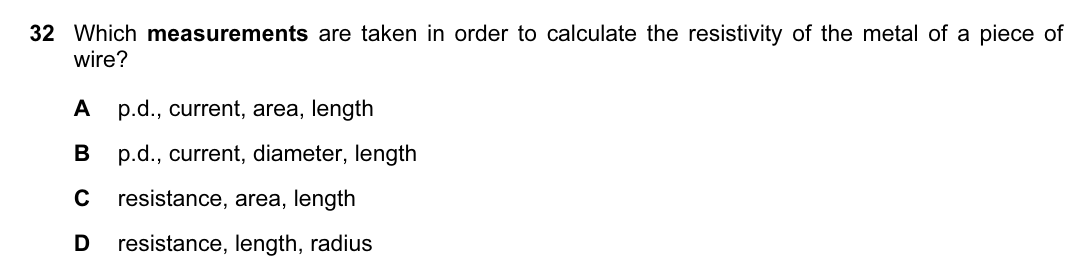 32 Which measurements are taken in order to calculate the resistivity of the metal of a piece of
wire?
A p.d., current, area, length
B p.d., current, diameter, length
C resistance, area, length
D resistance, length, radius